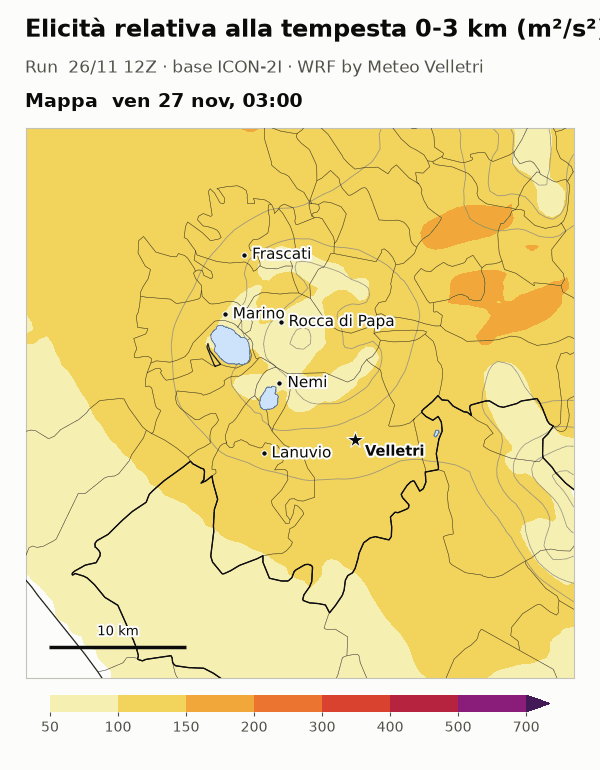 Elicità relativa alla tempesta 0-3 km (m²/s²)
Run  26/11 12Z · base ICON-2I · WRF by Meteo Velletri
Mappa  ven 27 nov, 03:00
Frascati
Marino
Rocca di Papa
Nemi
Velletri
Lanuvio
10 km
50 100 150 200 300 400 500 700